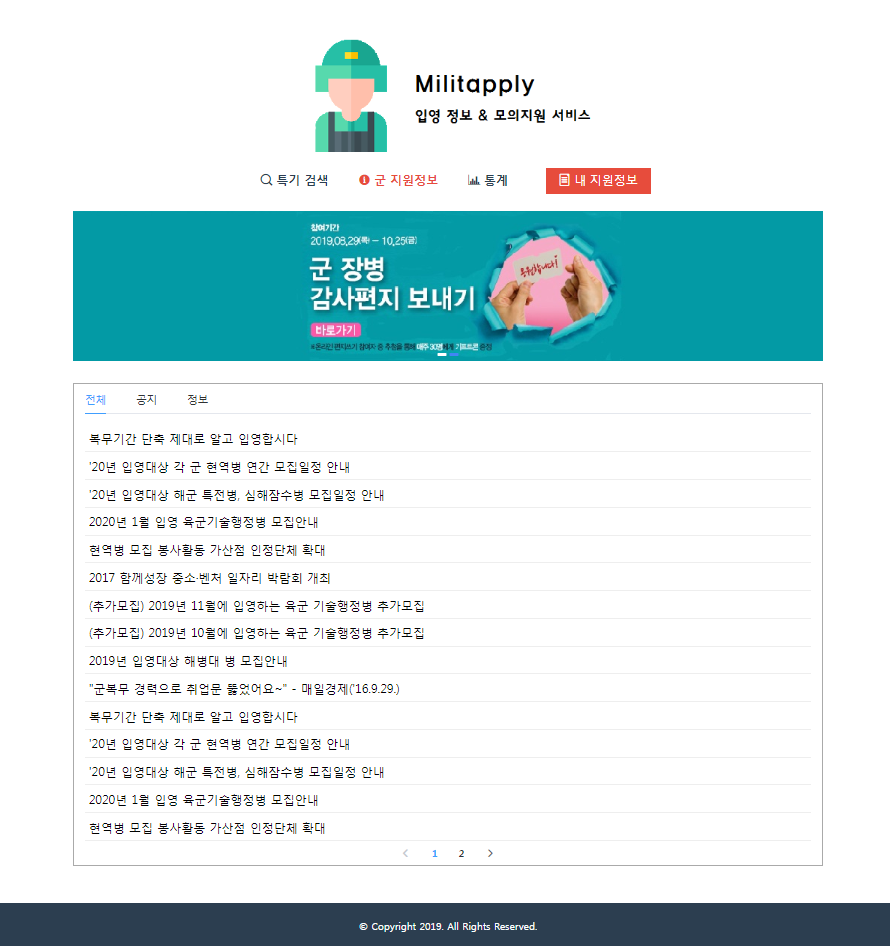 Militapply
입영 정보 & 모의지원 서비스
특기 검색 군 지원정보 통계 내 지원정보
참여기간
2019.08.29(목) - 10.25(금)
군 장병
감사편지 보내기
응원합니다!
바로가기
※온라인 편지쓰기 참여자 중 추첨을 통해 매주 30명에게 기프트콘 증정
전체 공지 정보
복무기간 단축 제대로 알고 입영합시다
'20년 입영대상 각 군 현역병 연간 모집일정 안내
'20년 입영대상 해군 특전병, 심해잠수병 모집일정 안내
2020년 1월 입영 육군기술행정병 모집안내
현역병 모집 봉사활동 가산점 인정단체 확대
2017 함께성장 중소·벤처 일자리 박람회 개최
(추가모집) 2019년 11월에 입영하는 육군 기술행정병 추가모집
(추가모집) 2019년 10월에 입영하는 육군 기술행정병 추가모집
2019년 입영대상 해병대 병 모집안내
"군복무 경력으로 취업문 뚫었어요~" - 매일경제('16.9.29.)
복무기간 단축 제대로 알고 입영합시다
'20년 입영대상 각 군 현역병 연간 모집일정 안내
'20년 입영대상 해군 특전병, 심해잠수병 모집일정 안내
2020년 1월 입영 육군기술행정병 모집안내
현역병 모집 봉사활동 가산점 인정단체 확대
< 1 2 >
© Copyright 2019. All Rights Reserved.